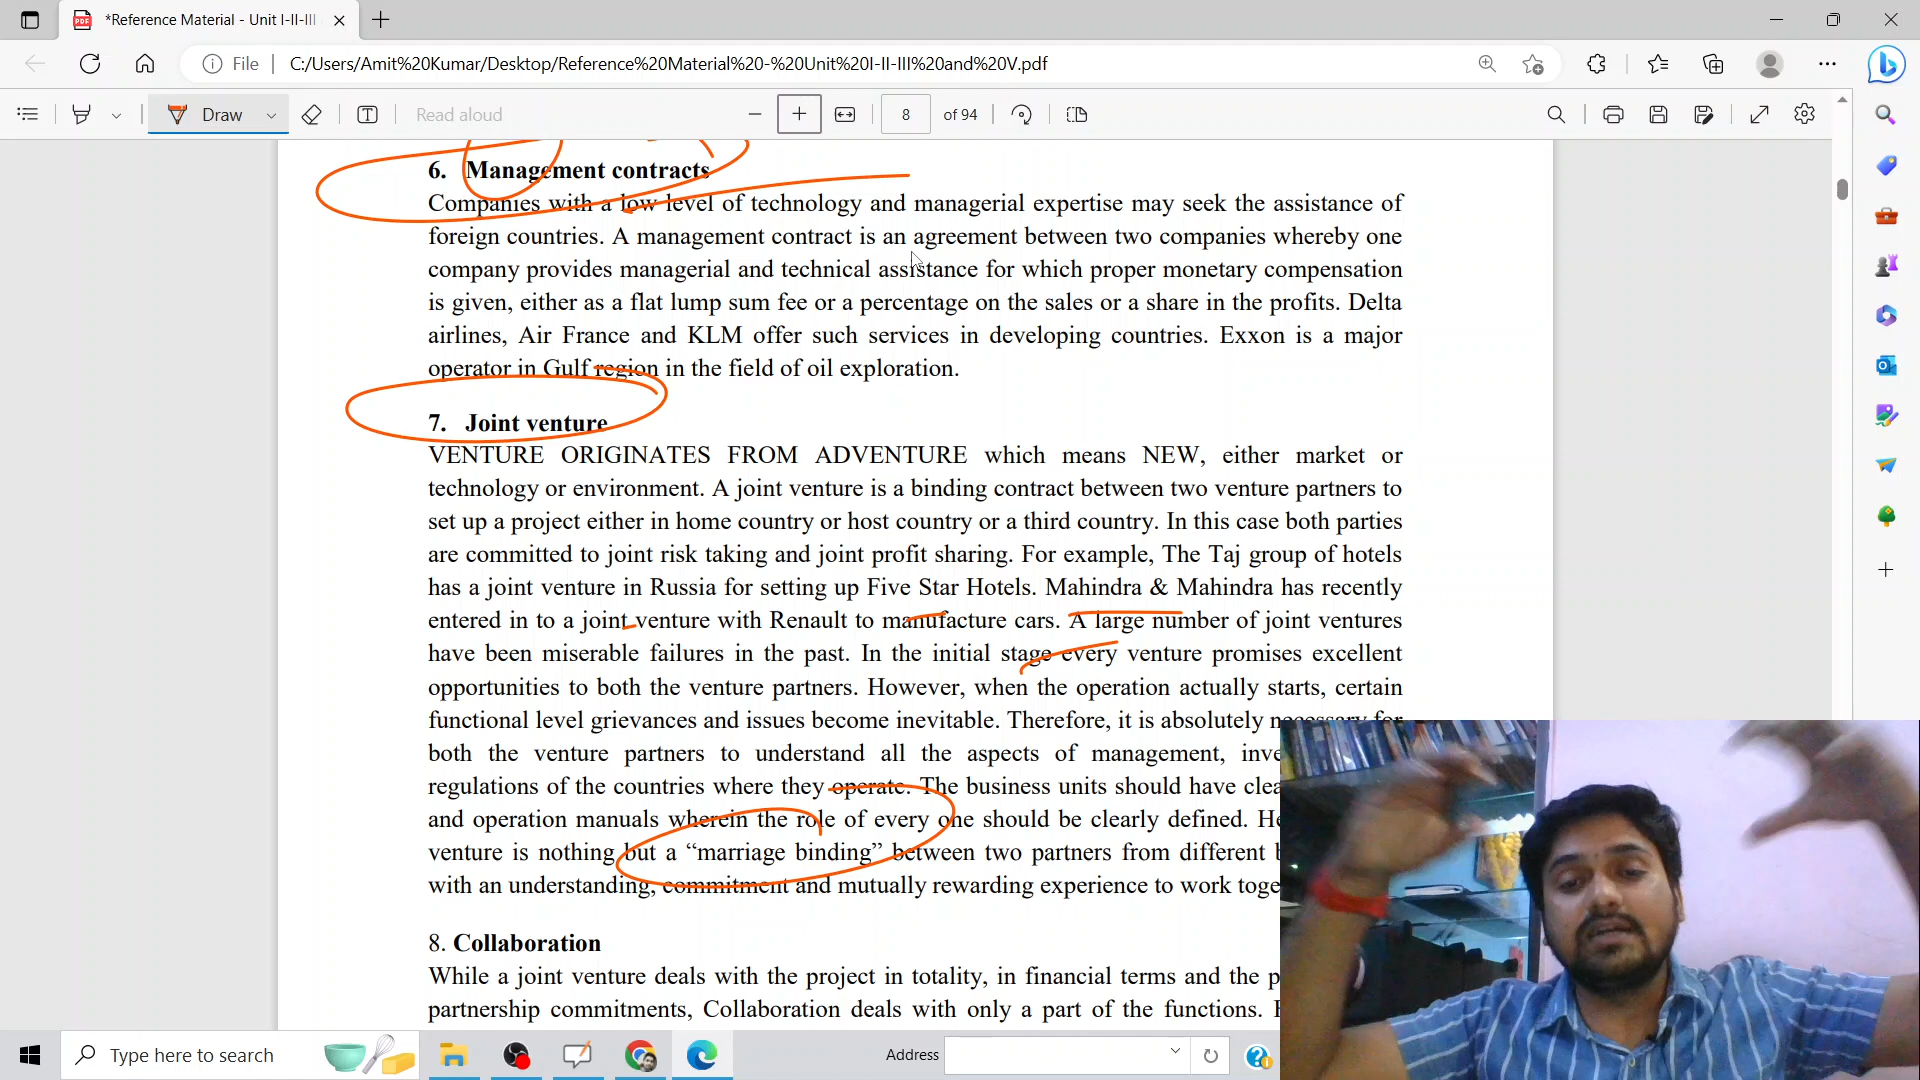 *Reference Material - Unit I-II-III
File
C:/Users/Amit%20Kumar/Desktop/Reference%20Material%20-%20Unit%20I-II-III%20and%20V.pdf
Draw
Read aloud
8 of 94
6. Management contracts
Companies with a low level of technology and managerial expertise may seek the assistance of
foreign countries. A management contract is an agreement between two companies whereby one
company provides managerial and technical assistance for which proper monetary compensation
is given, either as a flat lump sum fee or a percentage on the sales or a share in the profits. Delta
airlines, Air France and KLM offer such services in developing countries. Exxon is a major
operator in Gulf region in the field of oil exploration.
7. Joint venture
VENTURE ORIGINATES FROM ADVENTURE which means NEW, either market or
technology or environment. A joint venture is a binding contract between two venture partners to
set up a project either in home country or host country or a third country. In this case both parties
are committed to joint risk taking and joint profit sharing. For example, The Taj group of hotels
has a joint venture in Russia for setting up Five Star Hotels. Mahindra & Mahindra has recently
entered in to a joint venture with Renault to manufacture cars. A large number of joint ventures
have been miserable failures in the past. In the initial stage every venture promises excellent
opportunities to both the venture partners. However, when the operation actually starts, certain
functional level grievances and issues become inevitable. Therefore, it is absolutely necessary for
both the venture partners to understand all the aspects of management,
regulations of the countries where they operate. The business units should have
and operation manuals wherein the role of every one should be clearly defined.
venture is nothing but a “marriage binding” between two partners from different
with an understanding, commitment and mutually rewarding experience to work
8. Collaboration
While a joint venture deals with the project in totality, in financial terms and the
partnership commitments, Collaboration deals with only a part of the functions.
Type here to search
Address